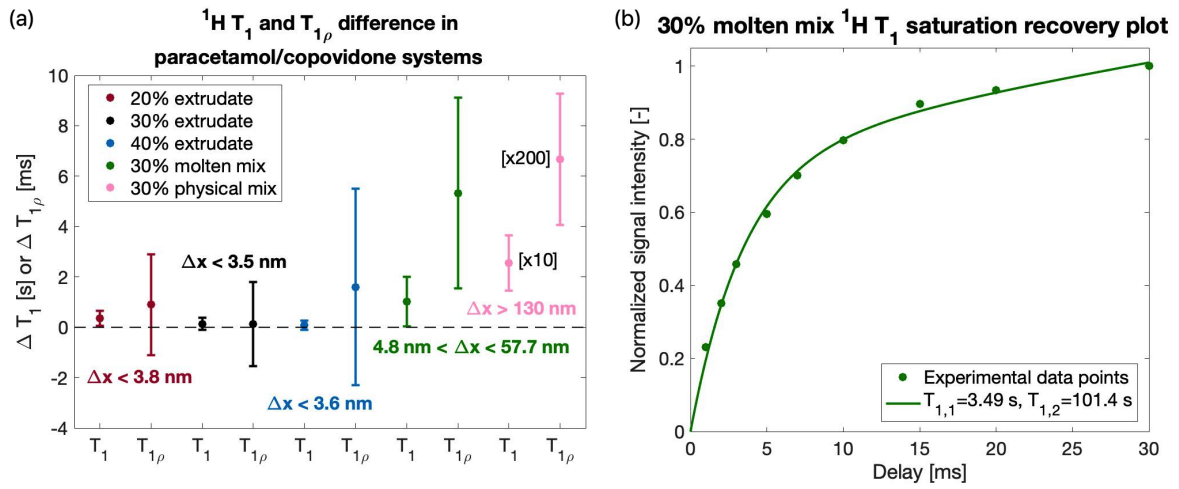 (a)
¹H T₁ and T₁ρ difference in
paracetamol/copovidone systems
Δ T₁ [s] or Δ T₁ρ [ms]
10
8
6
4
2
0
-2
-4
20% extrudate
30% extrudate
40% extrudate
30% molten mix
30% physical mix
[x200]
[x10]
Δx < 3.5 nm
Δx > 130 nm
4.8 nm < Δx < 57.7 nm
Δx < 3.8 nm
Δx < 3.6 nm
T₁ T₁ρ T₁ T₁ρ T₁ T₁ρ T₁ T₁ρ T₁ T₁ρ
(b)
30% molten mix ¹H T₁ saturation recovery plot
Normalized signal intensity [-]
1
0.8
0.6
0.4
0.2
0
Experimental data points
T₁,₁=3.49 s, T₁,₂=101.4 s
0 5 10 15 20 25 30
Delay [ms]